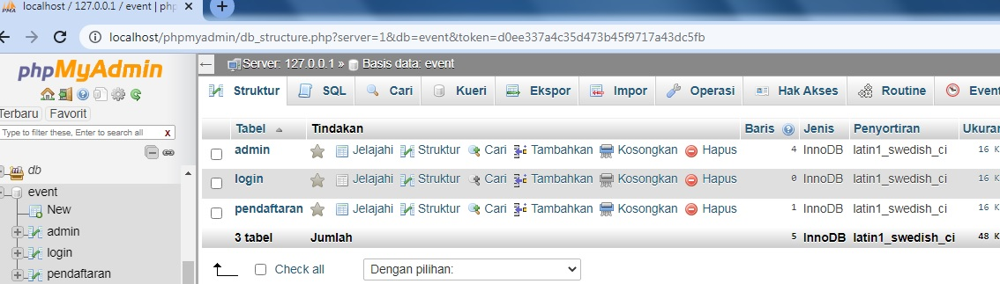 PMA
localhost / 127.0.0.1 / event | php
localhost/phpmyadmin/db_structure.php?server=1&db=event&token=d0ee337a4c35d473b45f9717a43dc5fb
phpMyAdmin
Server: 127.0.0.1 » Basis data: event
Struktur SQL Cari Kueri Ekspor Impor Operasi Hak Akses Routine Event
Terbaru Favorit
Type to filter these, Enter to search all X
db
event
New
admin
login
pendaftaran
Tabel Tindakan Baris Jenis Penyortiran Ukuran
admin Jelajahi Struktur Cari Tambahkan Kosongkan Hapus 4 InnoDB latin1_swedish_ci 16 K
login Jelajahi Struktur Cari Tambahkan Kosongkan Hapus 0 InnoDB latin1_swedish_ci 16 K
pendaftaran Jelajahi Struktur Cari Tambahkan Kosongkan Hapus 1 InnoDB latin1_swedish_ci 16 K
3 tabel Jumlah 5 InnoDB latin1_swedish_ci 48 K
Check all Dengan pilihan: